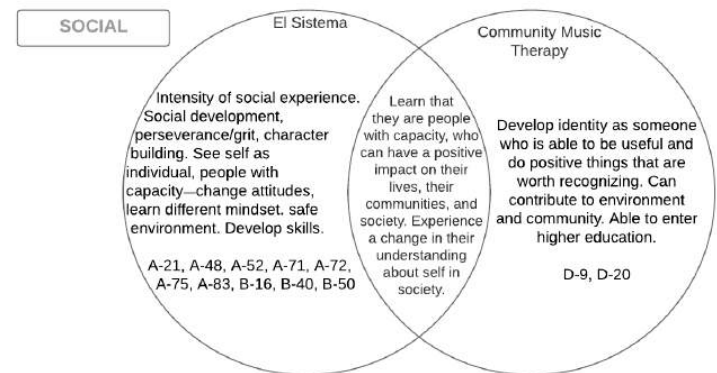 SOCIAL
El Sistema
Intensity of social experience.
Social development,
perseverance/grit, character
building. See self as
individual, people with
capacity—change attitudes,
learn different mindset. safe
environment. Develop skills.
A-21, A-48, A-52, A-71, A-72,
A-75, A-83, B-16, B-40, B-50
Learn that
they are people
with capacity, who
can have a positive
impact on their
lives, their
communities, and
society. Experience
a change in their
understanding
about self in
society.
Community Music
Therapy
Develop identity as someone
who is able to be useful and
do positive things that are
worth recognizing. Can
contribute to environment
and community. Able to enter
higher education.
D-9, D-20